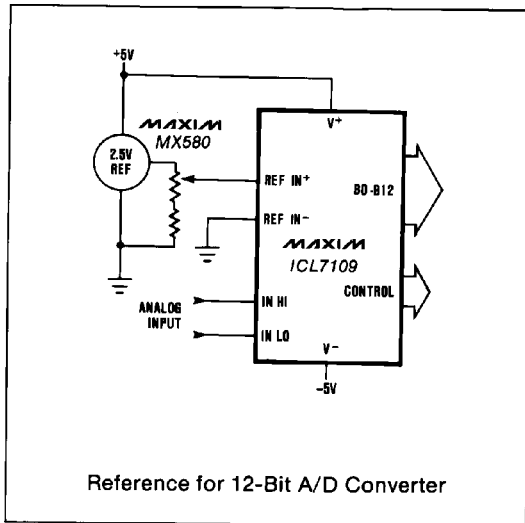 +5V
MAXIM
MX580
2.5V
REF
V+
REF IN+
REF IN-
B0-B12
MAXIM
ICL7109
CONTROL
ANALOG
INPUT
IN HI
IN LO
V-
-5V
Reference for 12-Bit A/D Converter